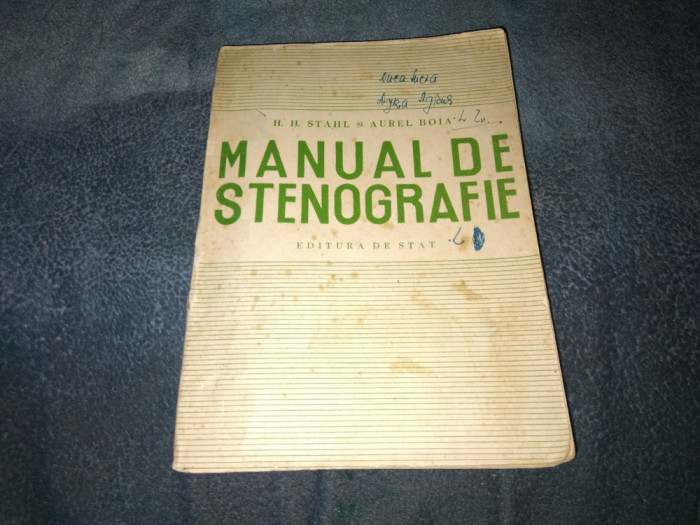 H. H. STAHL și AUREL BOIA
MANUAL DE
STENOGRAFIE
EDITURA DE STAT